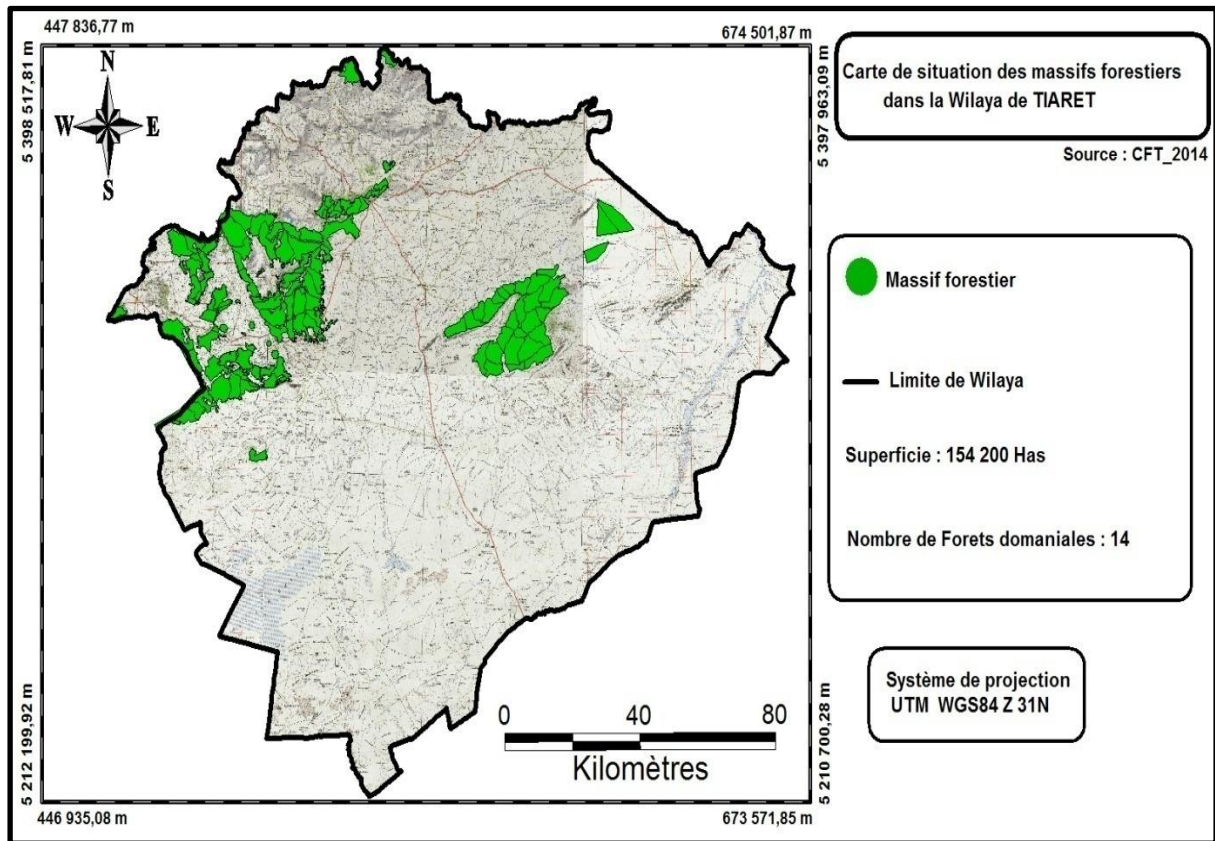 447 836,77 m
674 501,87 m
5 398 517,81 m
5 397 963,09 m
N
W E
S
Carte de situation des massifs forestiers
dans la Wilaya de TIARET
Source : CFT_2014
Massif forestier
Limite de Wilaya
Superficie : 154 200 Has
Nombre de Forets domaniales : 14
Système de projection
UTM WGS84 Z 31N
0 40 80
Kilomètres
5 212 199,92 m
5 210 700,28 m
446 935,08 m
673 571,85 m